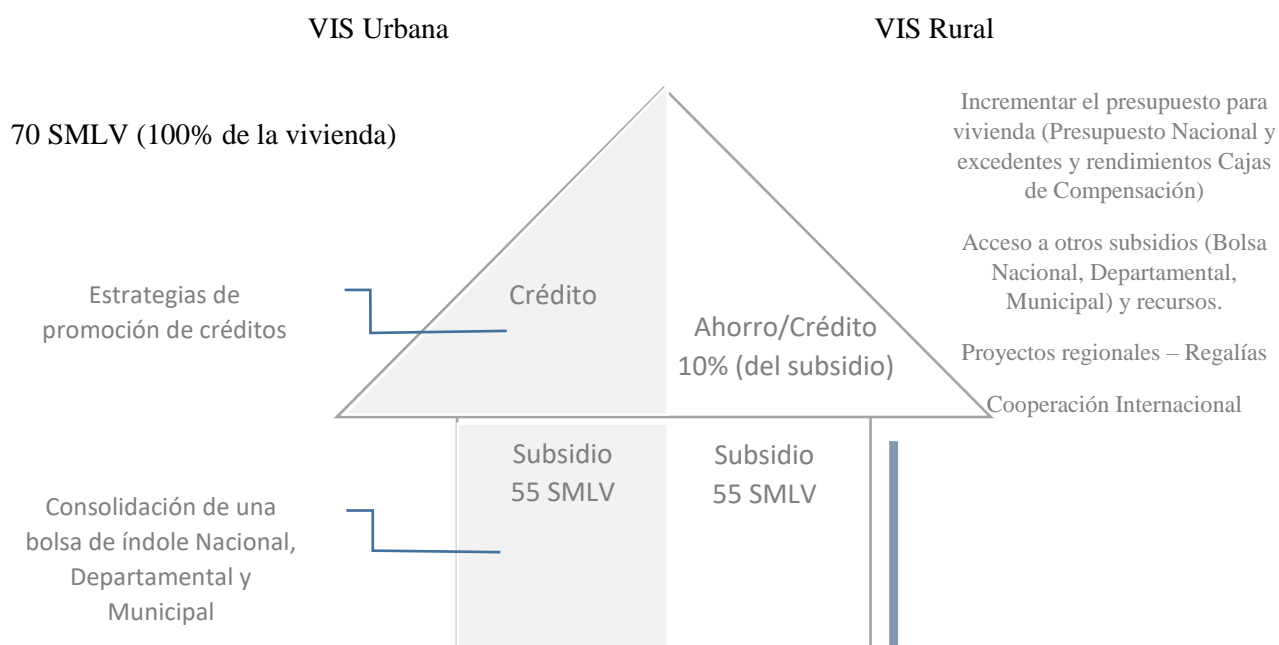 VIS Urbana
VIS Rural
70 SMLV (100% de la vivienda)
Incrementar el presupuesto para
vivienda (Presupuesto Nacional y
excedentes y rendimientos Cajas
de Compensación)
Acceso a otros subsidios (Bolsa
Nacional, Departamental,
Municipal) y recursos.
Proyectos regionales – Regalías
Cooperación Internacional
Estrategias de
promoción de créditos
Crédito
Ahorro/Crédito
10% (del subsidio)
Subsidio
55 SMLV
Subsidio
55 SMLV
Consolidación de una
bolsa de índole Nacional,
Departamental y
Municipal